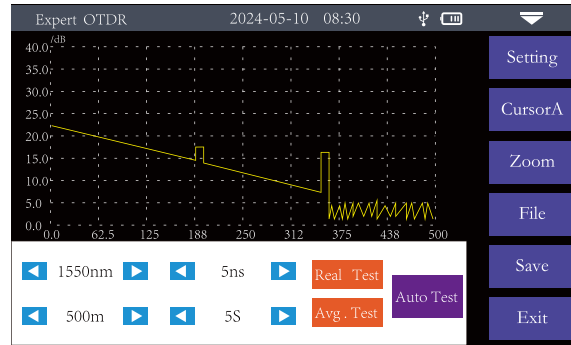 Expert OTDR 2024-05-10 08:30
/dB
40.0
35.0
30.0
25.0
20.0
15.0
10.0
5.0
0.0
0.0 62.5 125 188 250 312 375 438 500
Setting
CursorA
Zoom
File
Save
Exit
1550nm 5ns Real Test
500m 5S Avg . Test
Auto Test